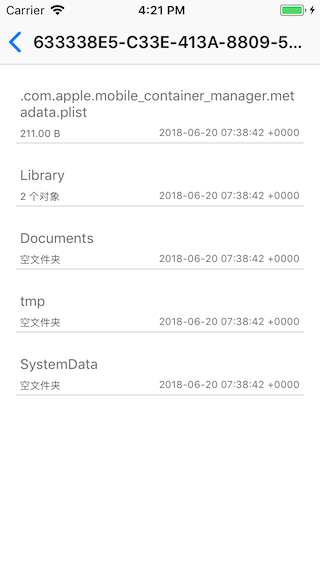 Carrier 4:21 PM
633338E5-C33E-413A-8809-5...
.com.apple.mobile_container_manager.met
adata.plist
211.00 B 2018-06-20 07:38:42 +0000
Library
2 个对象 2018-06-20 07:38:42 +0000
Documents
空文件夹 2018-06-20 07:38:42 +0000
tmp
空文件夹 2018-06-20 07:38:42 +0000
SystemData
空文件夹 2018-06-20 07:38:42 +0000